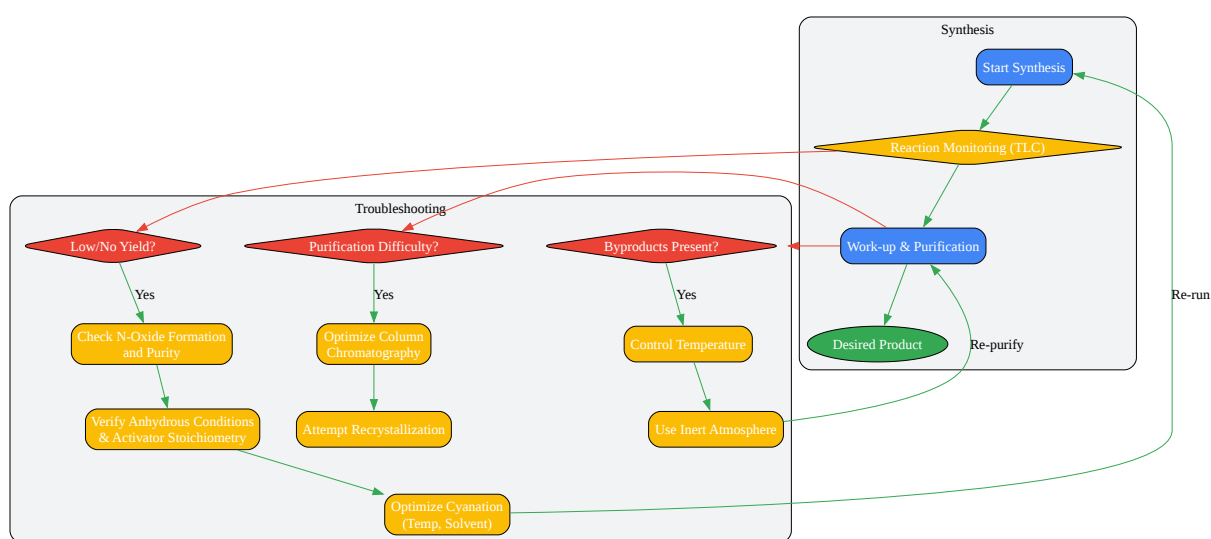 Synthesis
Start Synthesis
Reaction Monitoring (TLC)
Troubleshooting
Low/No Yield?
Purification Difficulty?
Byproducts Present?
Work-up & Purification
Yes
Yes
Yes
Re-run
Check N-Oxide Formation
and Purity
Optimize Column
Chromatography
Control Temperature
Desired Product
Re-purify
Verify Anhydrous Conditions
& Activator Stoichiometry
Attempt Recrystallization
Use Inert Atmosphere
Optimize Cyanation
(Temp, Solvent)